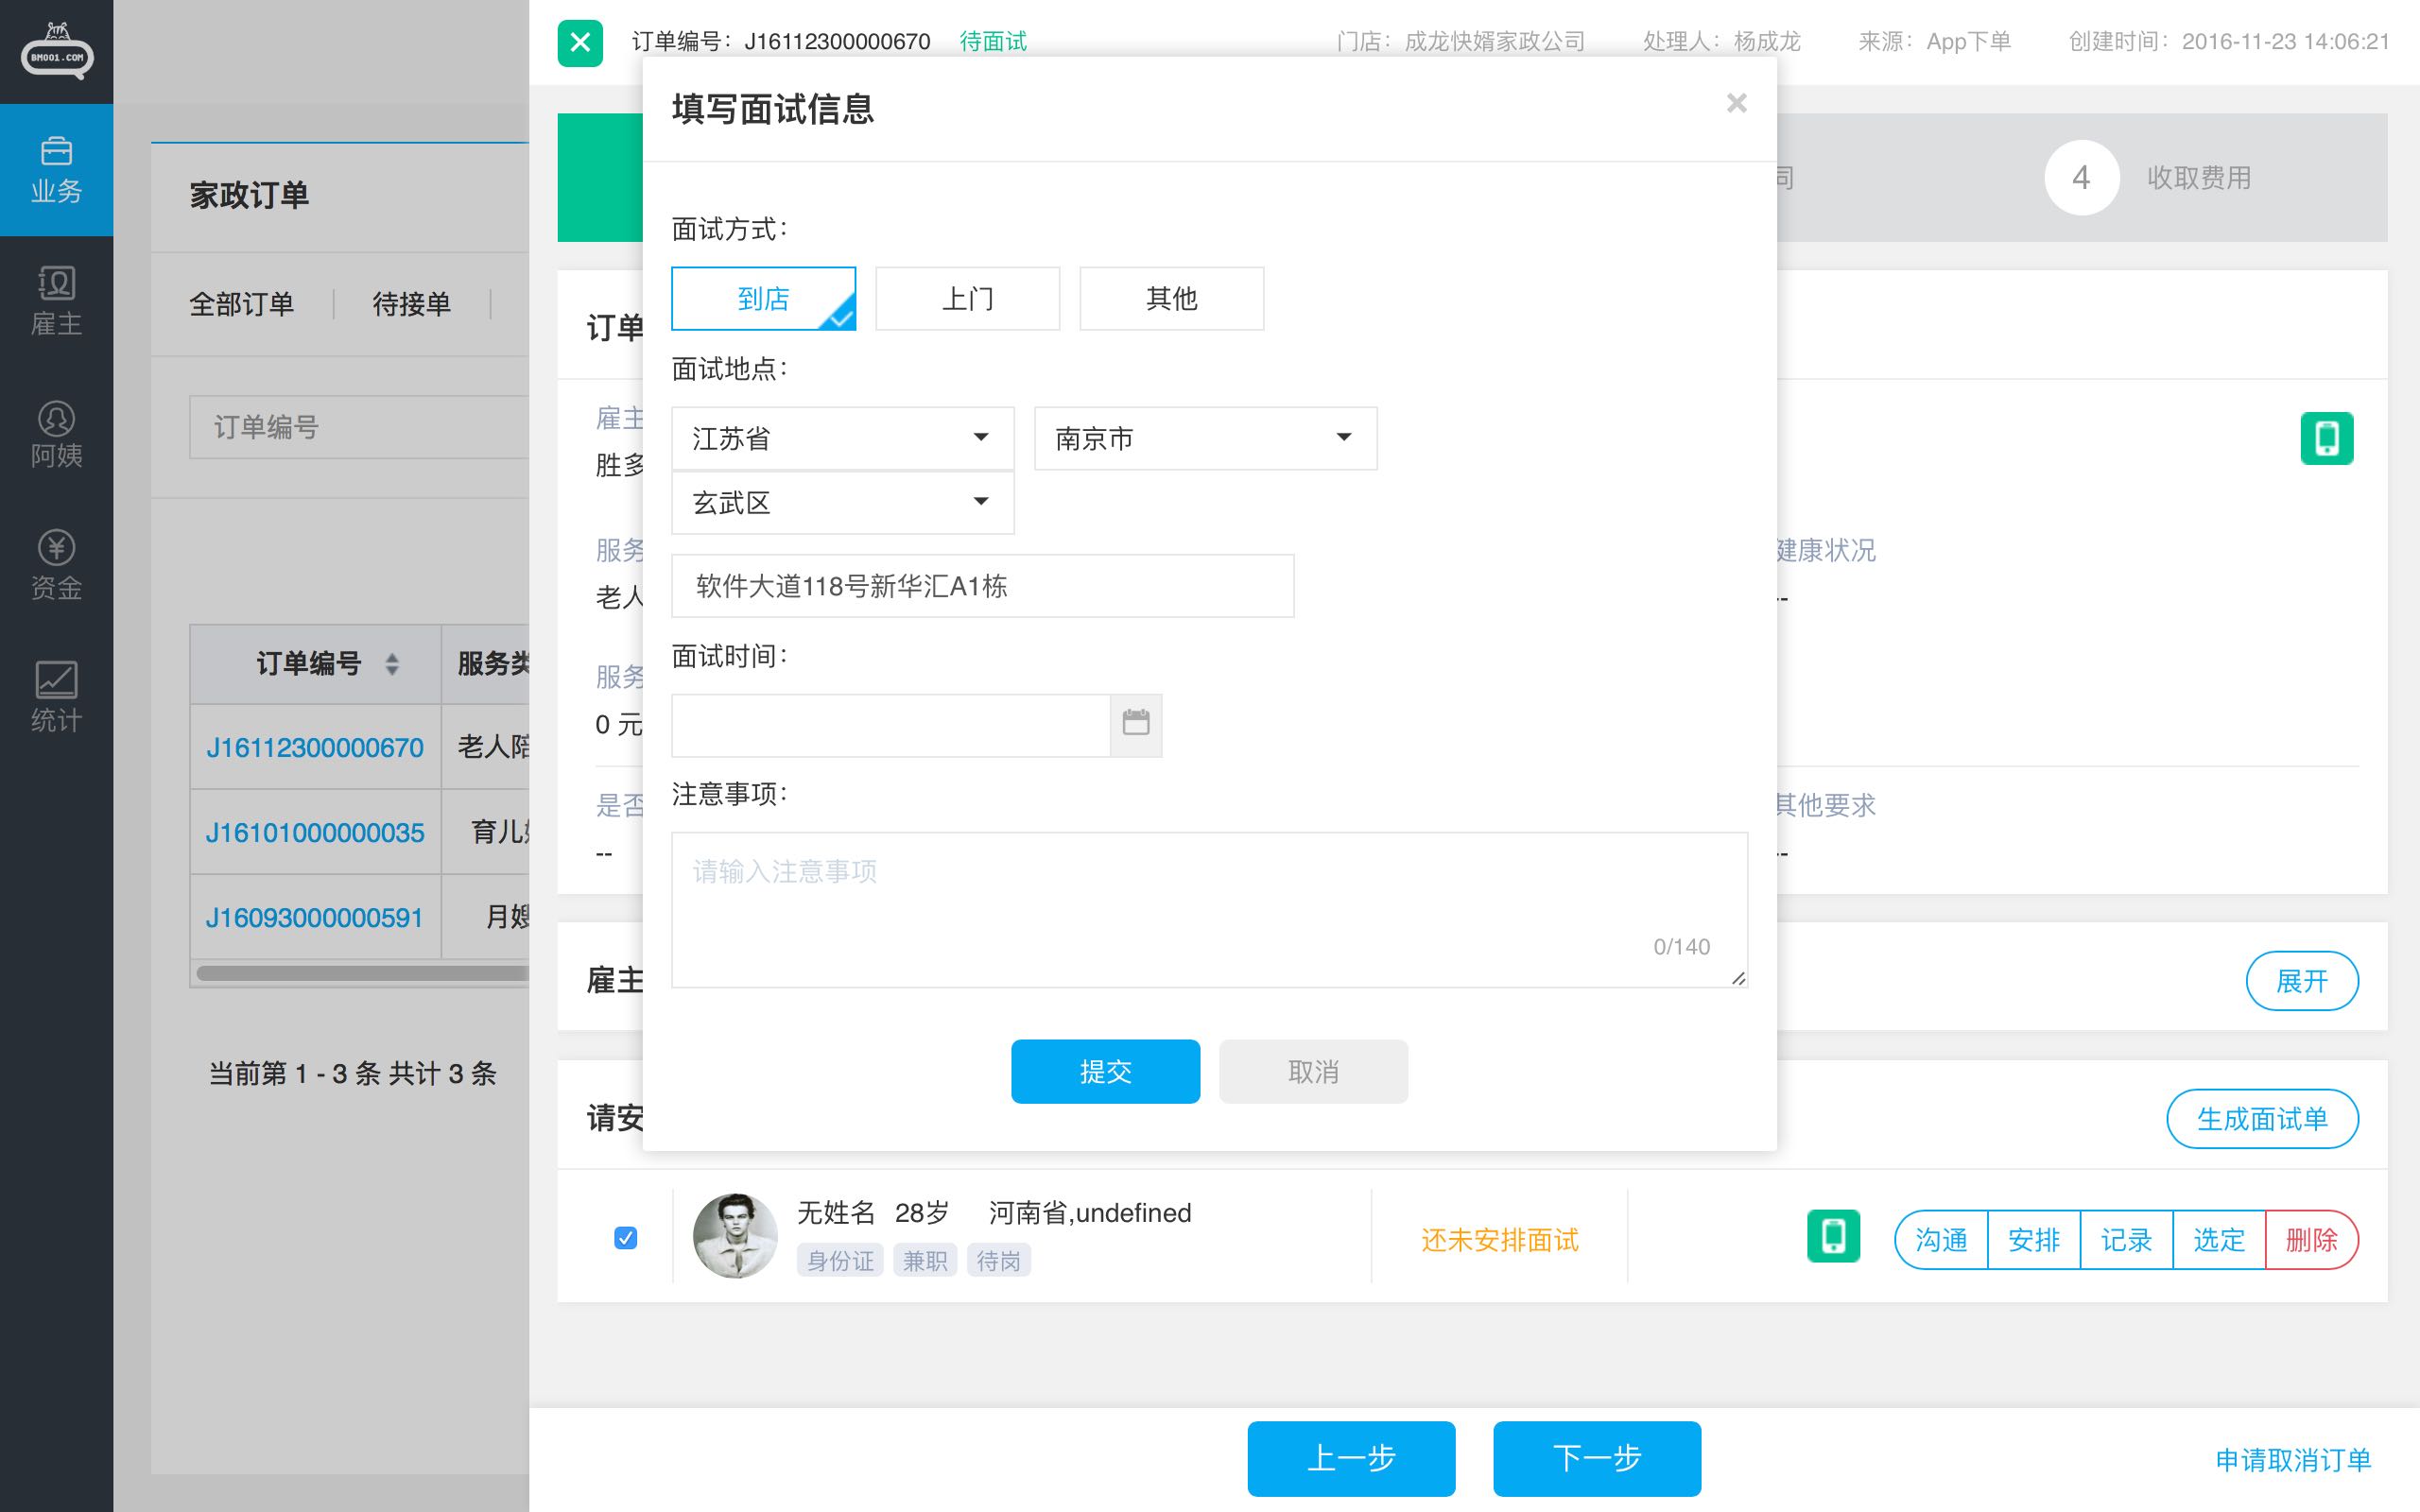 BM001.COM
业务
雇主
阿姨
资金
统计
家政订单
全部订单
待接单
订单编号
订单编号 服务类
J16112300000670 老人陪
J16101000000035 育儿
J16093000000591 月嫂
当前第 1 - 3 条 共计 3 条
订单编号：J16112300000670 待面试 门店：成龙快婿家政公司 处理人：杨成龙 来源：App下单 创建时间：2016-11-23 14:06:21
同
4 收取费用
订单
雇主
胜多
服务
老人
服务
0 元
是否
--
健康状况
--
其他要求
--
雇主
展开
请安
生成面试单
填写面试信息
×
面试方式：
到店 上门 其他
面试地点：
江苏省 南京市
玄武区
软件大道118号新华汇A1栋
面试时间：
注意事项：
请输入注意事项
0/140
提交 取消
无姓名 28岁 河南省,undefined
身份证 兼职 待岗
还未安排面试
沟通 安排 记录 选定 删除
上一步 下一步
申请取消订单